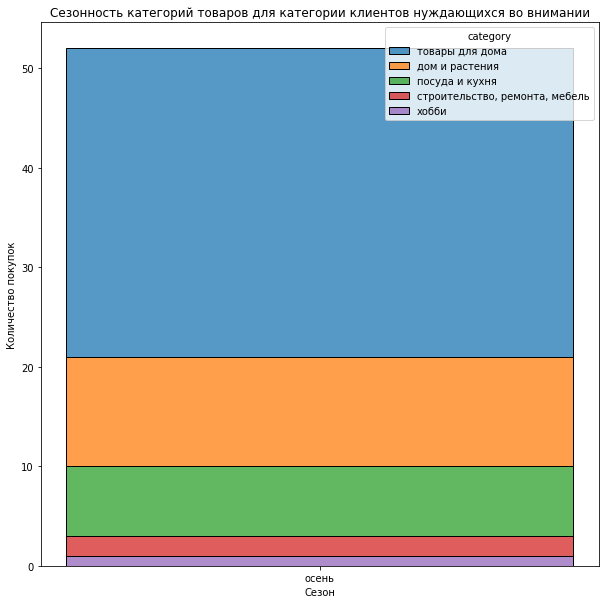 Сезонность категорий товаров для категории клиентов нуждающихся во внимании
category
товары для дома
дом и растения
посуда и кухня
строительство, ремонта, мебель
хобби
Количество покупок
50
40
30
20
10
0
осень
Сезон